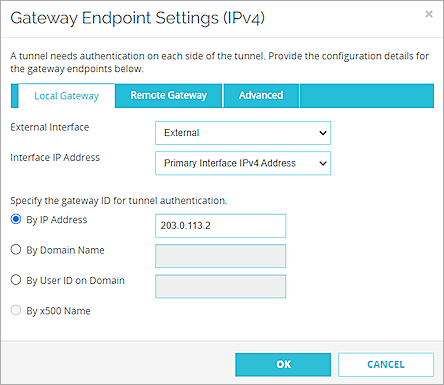 Gateway Endpoint Settings (IPv4)
×
A tunnel needs authentication on each side of the tunnel. Provide the configuration details for
the gateway endpoints below.
Local Gateway Remote Gateway Advanced
External Interface External
Interface IP Address Primary Interface IPv4 Address
Specify the gateway ID for tunnel authentication.
By IP Address 203.0.113.2
By Domain Name
By User ID on Domain
By x500 Name
OK CANCEL